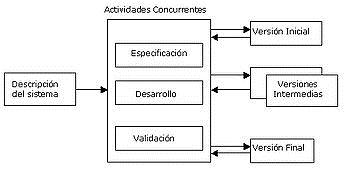 Actividades Concurrentes
Versión Inicial
Especificación
Descripción
del sistema
Desarrollo
Versiones
Intermedias
Validación
Versión Final